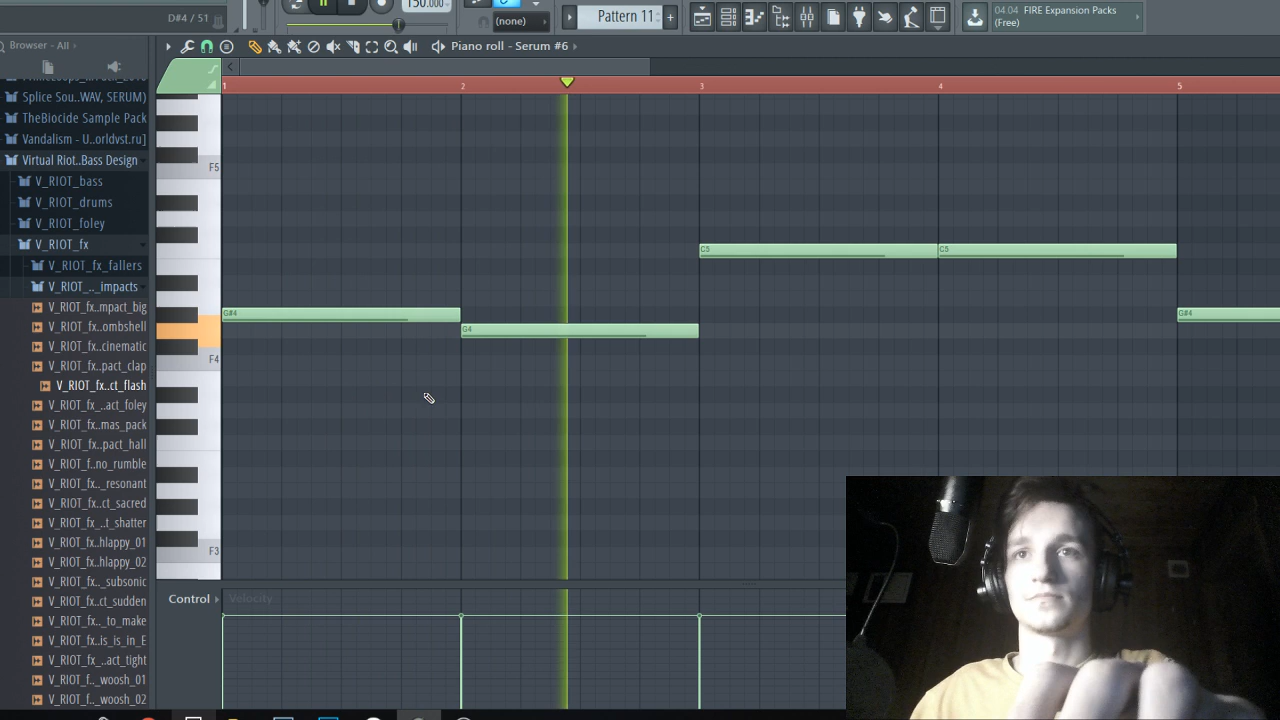 D#4 / 51
150.000
(none)
Pattern 11
04.04 FIRE Expansion Packs
(Free)
Browser - All
Piano roll - Serum #6
Splice Sou..WAV, SERUM)
TheBiocide Sample Pack
Vandalism - U..orldvst.ru]
Virtual Riot..Bass Design
V_RIOT_bass
V_RIOT_drums
V_RIOT_foley
V_RIOT_fx
V_RIOT_fx_fallers
V_RIOT_.._impacts
V_RIOT_fx..mpact_big
V_RIOT_fx..ombshell
V_RIOT_fx..cinematic
V_RIOT_fx..pact_clap
V_RIOT_fx..ct_flash
V_RIOT_fx_..act_foley
V_RIOT_fx..mas_pack
V_RIOT_fx..pact_hall
V_RIOT_f..no_rumble
V_RIOT_fx.._resonant
V_RIOT_fx..ct_sacred
V_RIOT_fx..t_shatter
V_RIOT_fx..hlappy_01
V_RIOT_fx..hlappy_02
V_RIOT_fx.._subsonic
V_RIOT_fx..ct_sudden
V_RIOT_fx.._to_make
V_RIOT_fx..is_is_in_E
V_RIOT_fx_..act_tight
V_RIOT_f.._woosh_01
V_RIOT_f.._woosh_02
1 2 3 4 5
F5
C5 C5
G#4 G#4
G4
F4
F3
Control Velocity